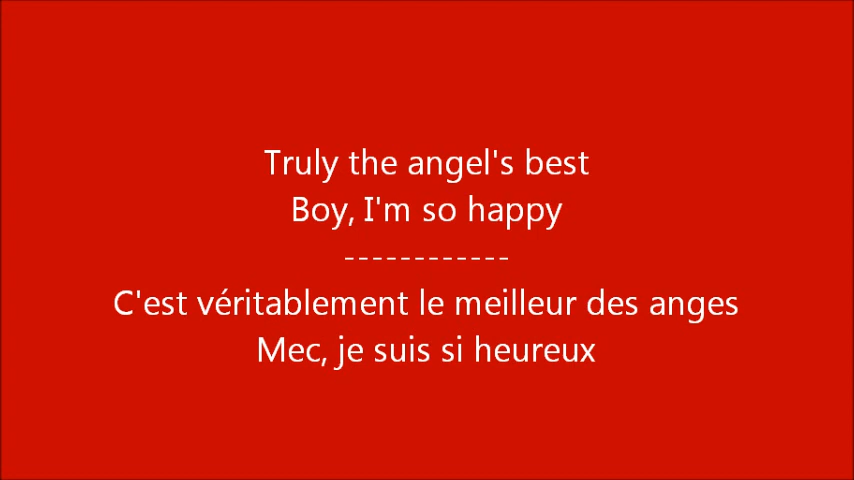 Truly the angel's best
Boy, I'm so happy
------------
C'est véritablement le meilleur des anges
Mec, je suis si heureux